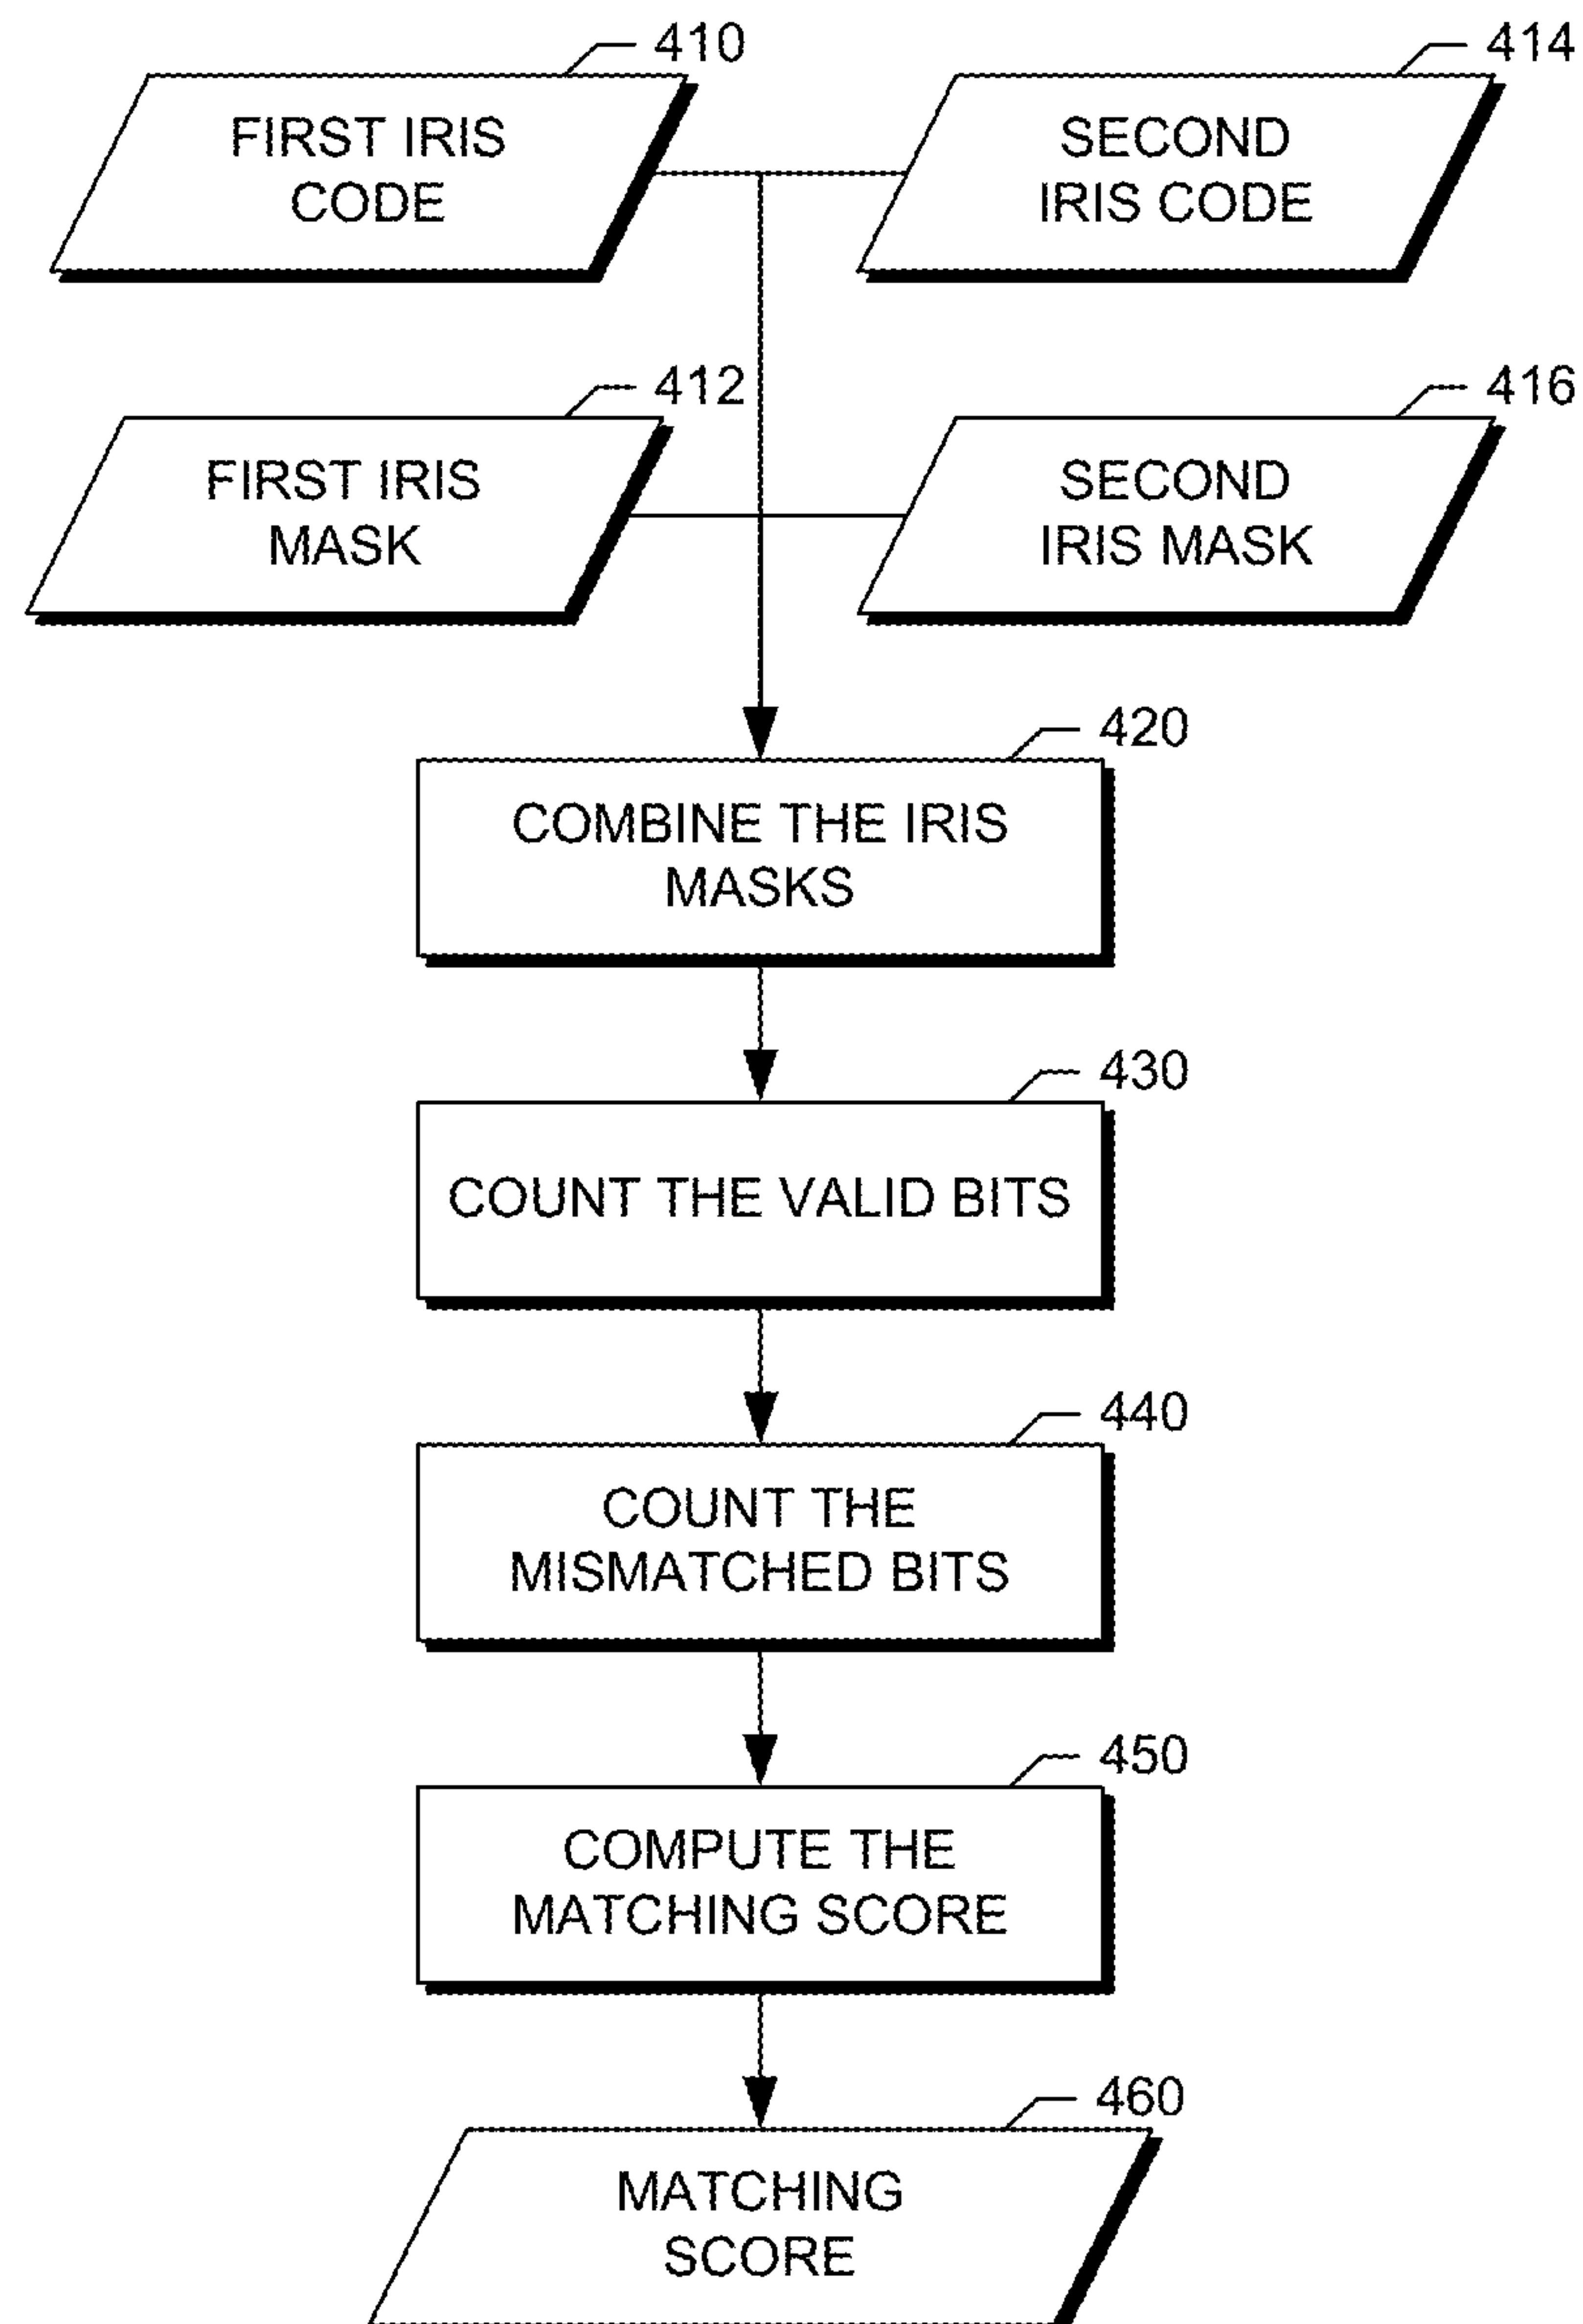 410
FIRST IRIS
CODE
414
SECOND
IRIS CODE
412
FIRST IRIS
MASK
416
SECOND
IRIS MASK
420
COMBINE THE IRIS
MASKS
430
COUNT THE VALID BITS
440
COUNT THE
MISMATCHED BITS
450
COMPUTE THE
MATCHING SCORE
460
MATCHING
SCORE